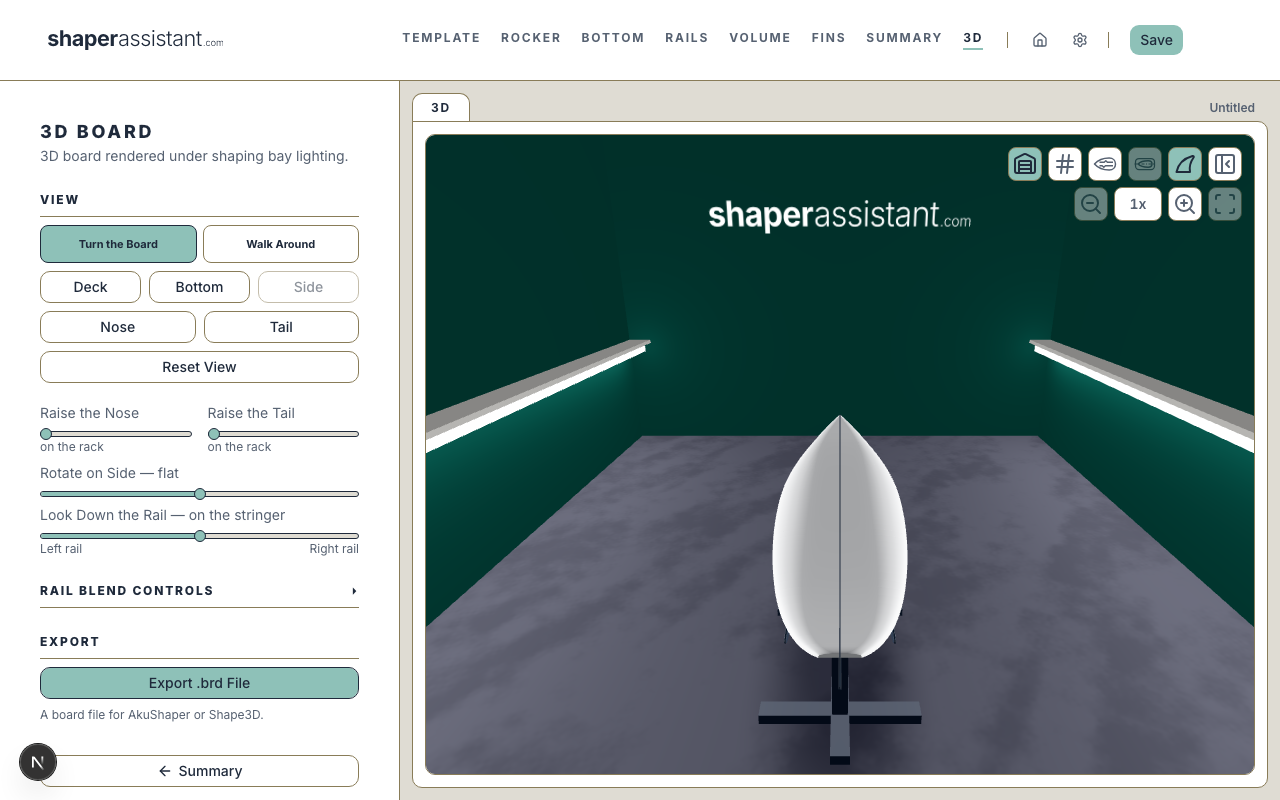 shaperassistant.com
TEMPLATE ROCKER BOTTOM RAILS VOLUME FINS SUMMARY 3D
Save
3D BOARD
3D board rendered under shaping bay lighting.
VIEW
Turn the Board Walk Around
Deck Bottom Side
Nose Tail
Reset View
Raise the Nose Raise the Tail
on the rack on the rack
Rotate on Side — flat
Look Down the Rail — on the stringer
Left rail Right rail
RAIL BLEND CONTROLS
EXPORT
Export .brd File
A board file for AkuShaper or Shape3D.
N
← Summary
3D
Untitled
1x
shaperassistant.com